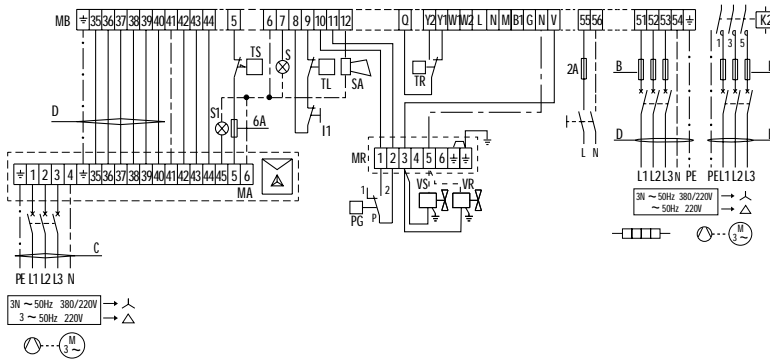 MB ⏚ 35 36 37 38 39 40 41 42 43 44 5 6 7 8 9 10 11 12 Q Y2 Y1 W1 W2 L N M B1 G N V 55 56 51 52 53 54 ⏚
K2
1 3 5
TS
S
TL
SA
TR
2A
B
D
S1
6A
I1
L N
D
MR 1 2 3 4 5 6 ⏚ ⏚
L1 L2 L3 N PE
PE L1 L2 L3
⏚ 1 2 3 4 ⏚ 35 36 37 38 39 40 41 42 43 44 45 5 6
MA
1 2
PG
P
VS
VR
3N ~ 50Hz 380/220V
~ 50Hz 220V
C
PE L1 L2 L3 N
M
3 ~
3N ~ 50Hz 380/220V
3 ~ 50Hz 220V
M
3 ~